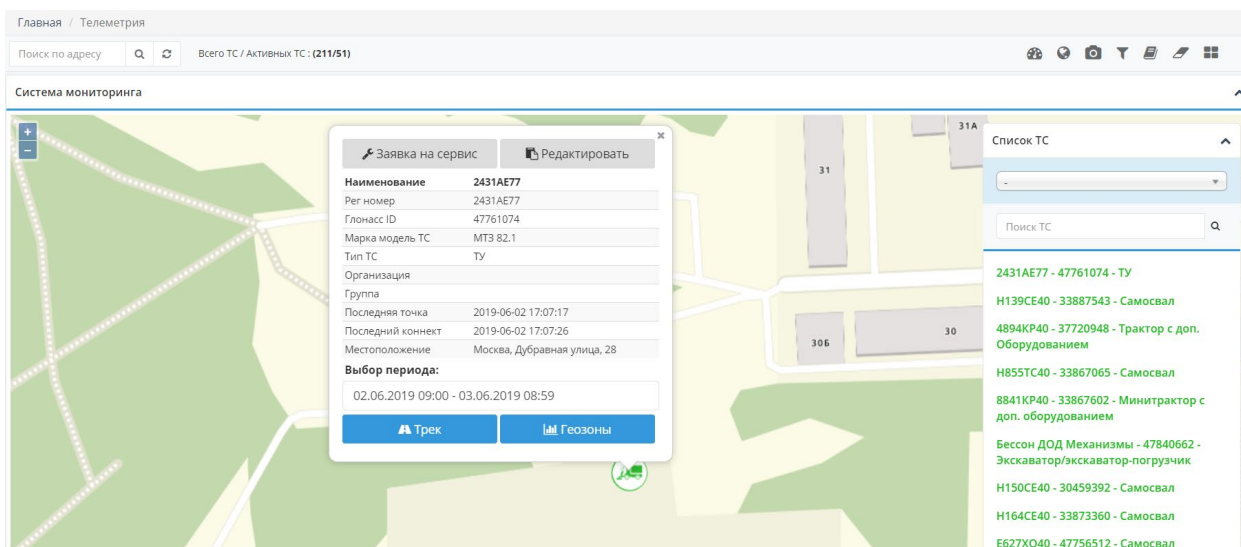 Главная / Телеметрия
Поиск по адресу
Всего ТС / Активных ТС : (211/51)
Система мониторинга
+
−
Заявка на сервис
Редактировать
Наименование 2431АЕ77
Рег номер 2431АЕ77
Глонасс ID 47761074
Марка модель ТС МТЗ 82.1
Тип ТС ТУ
Организация
Группа
Последняя точка 2019-06-02 17:07:17
Последний коннект 2019-06-02 17:07:26
Местоположение Москва, Дубравная улица, 28
Выбор периода:
02.06.2019 09:00 - 03.06.2019 08:59
Трек
Геозоны
31
31А
30Б
30
Список ТС
-
Поиск ТС
2431АЕ77 - 47761074 - ТУ
Н139СЕ40 - 33887543 - Самосвал
4894КР40 - 37720948 - Трактор с доп.
Оборудованием
Н855ТС40 - 33867065 - Самосвал
8841КР40 - 33867602 - Минитрактор с
доп. оборудованием
Бессон ДОД Механизмы - 47840662 -
Экскаватор/экскаватор-погрузчик
Н150СЕ40 - 30459392 - Самосвал
Н164СЕ40 - 33873360 - Самосвал
Е627ХО40 - 47756512 - Самосвал